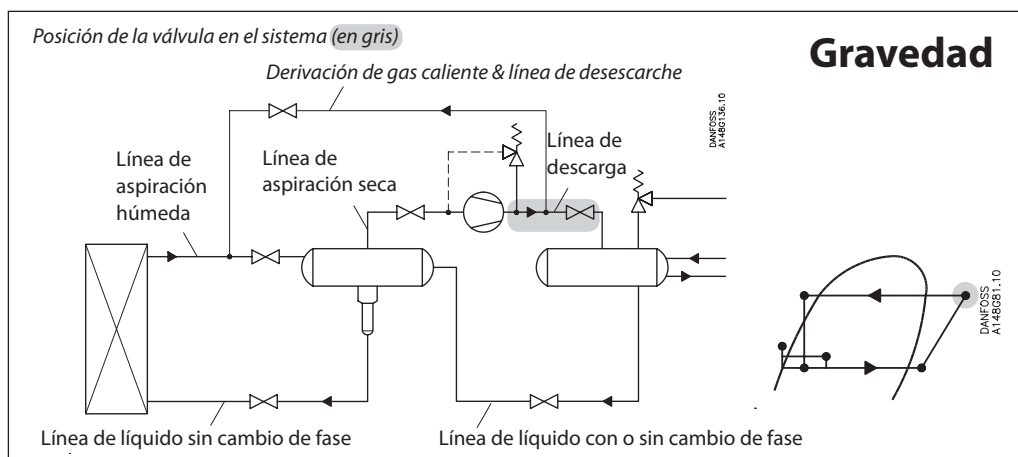 Posición de la válvula en el sistema (en gris)
Gravedad
Derivación de gas caliente & línea de desescarche
DANFOSS
A148G136.10
Línea de
aspiración
húmeda
Línea de
aspiración seca
Línea de
descarga
DANFOSS
A148G81.10
Línea de líquido sin cambio de fase
Línea de líquido con o sin cambio de fase